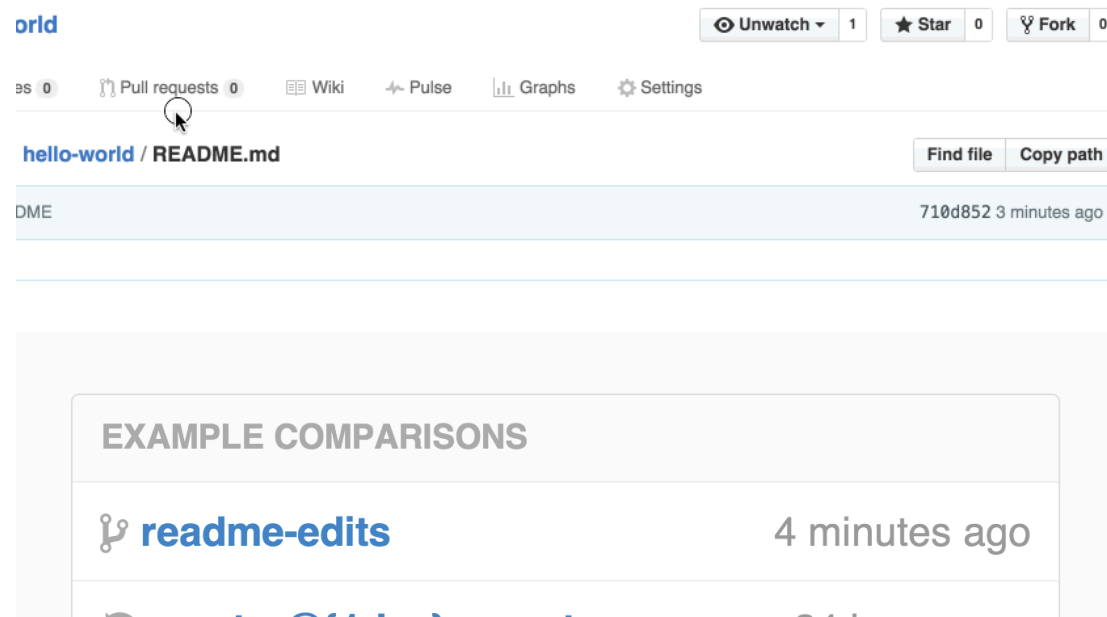 orld
Unwatch 1 Star 0 Fork 0
es 0 Pull requests 0 Wiki Pulse Graphs Settings
hello-world / README.md
Find file Copy path
DME
710d852 3 minutes ago
EXAMPLE COMPARISONS
readme-edits 4 minutes ago